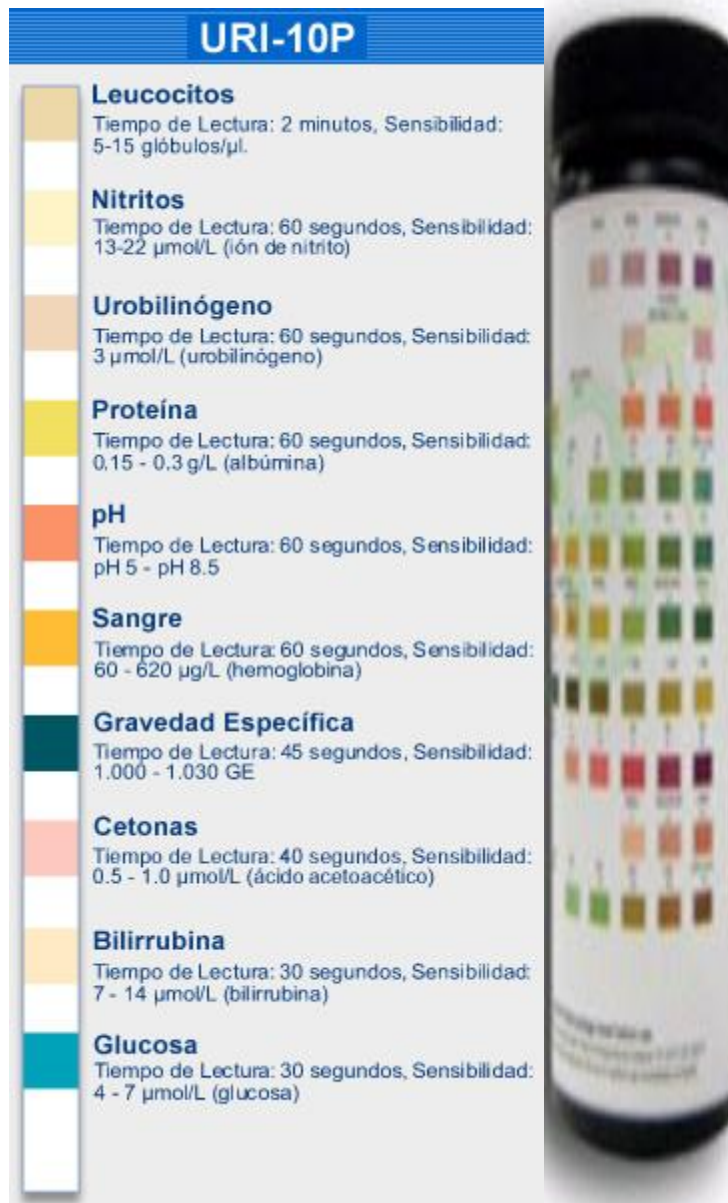 URI-10P
Leucocitos
Tiempo de Lectura: 2 minutos, Sensibilidad:
5-15 glóbulos/µl.
Nitritos
Tiempo de Lectura: 60 segundos, Sensibilidad:
13-22 µmol/L (ión de nitrito)
Urobilinógeno
Tiempo de Lectura: 60 segundos, Sensibilidad:
3 µmol/L (urobilinógeno)
Proteína
Tiempo de Lectura: 60 segundos, Sensibilidad:
0.15 - 0.3 g/L (albúmina)
pH
Tiempo de Lectura: 60 segundos, Sensibilidad:
pH 5 - pH 8.5
Sangre
Tiempo de Lectura: 60 segundos, Sensibilidad:
60 - 620 µg/L (hemoglobina)
Gravedad Específica
Tiempo de Lectura: 45 segundos, Sensibilidad:
1.000 - 1.030 GE
Cetonas
Tiempo de Lectura: 40 segundos, Sensibilidad:
0.5 - 1.0 µmol/L (ácido acetoacético)
Bilirrubina
Tiempo de Lectura: 30 segundos, Sensibilidad:
7 - 14 µmol/L (bilirrubina)
Glucosa
Tiempo de Lectura: 30 segundos, Sensibilidad:
4 - 7 µmol/L (glucosa)